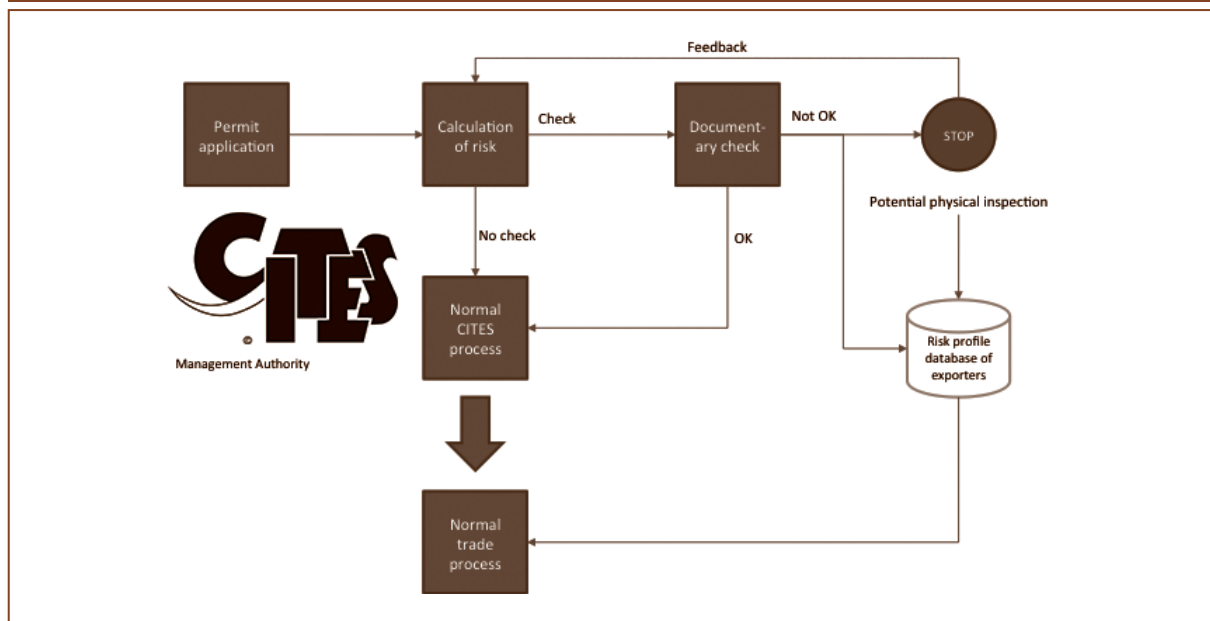 Feedback
Permit
application
Calculation
of risk
Check
Document-
ary check
Not OK
STOP
Potential physical inspection
No check
OK
CITES
Management Authority
Normal
CITES
process
Risk profile
database of
exporters
Normal
trade
process